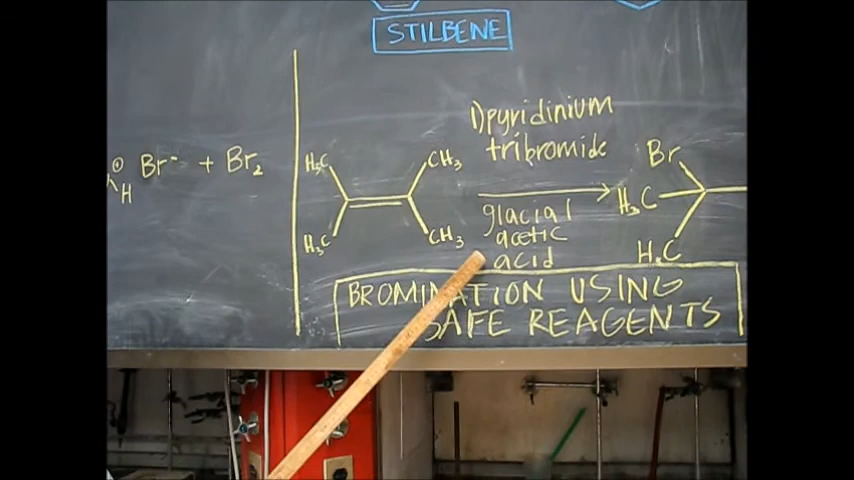 STILBENE
⊕
H
Br⁻ + Br₂
H₃C
CH₃
H₃C
CH₃
1) pyridinium
tribromide
glacial
acetic
acid
Br
H₃C
H₃C
BROMINATION USING
SAFE REAGENTS